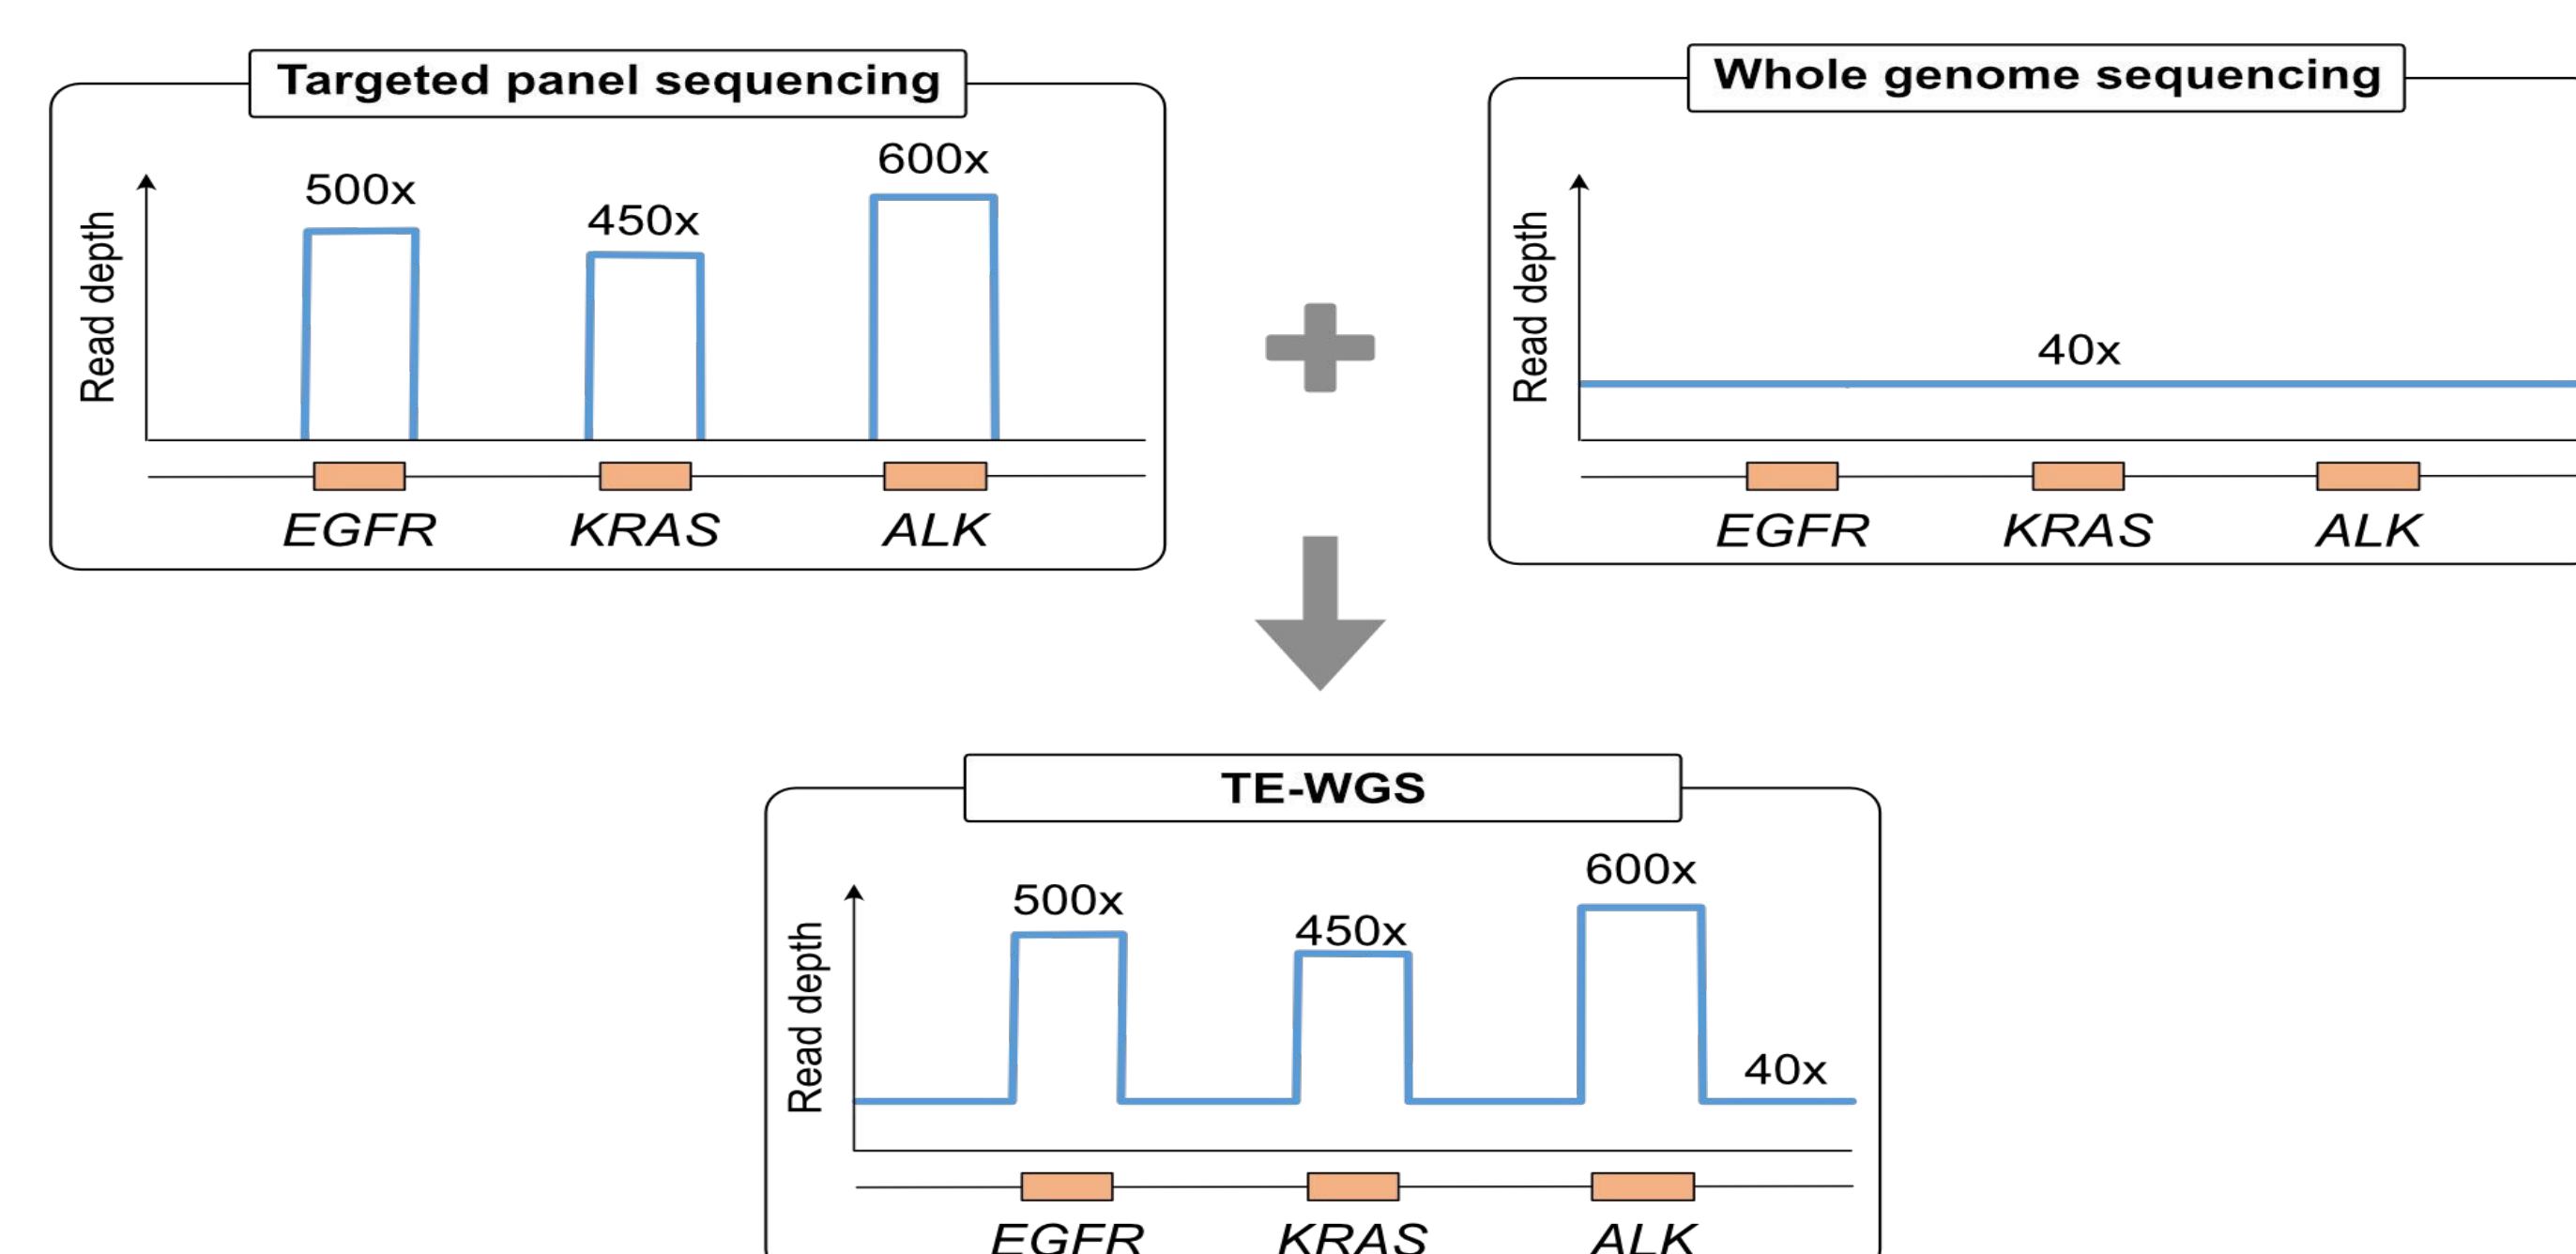 Targeted panel sequencing
Read depth
500x
450x
600x
EGFR
KRAS
ALK
Whole genome sequencing
Read depth
40x
EGFR
KRAS
ALK
TE-WGS
Read depth
500x
450x
600x
40x
EGFR
KRAS
ALK